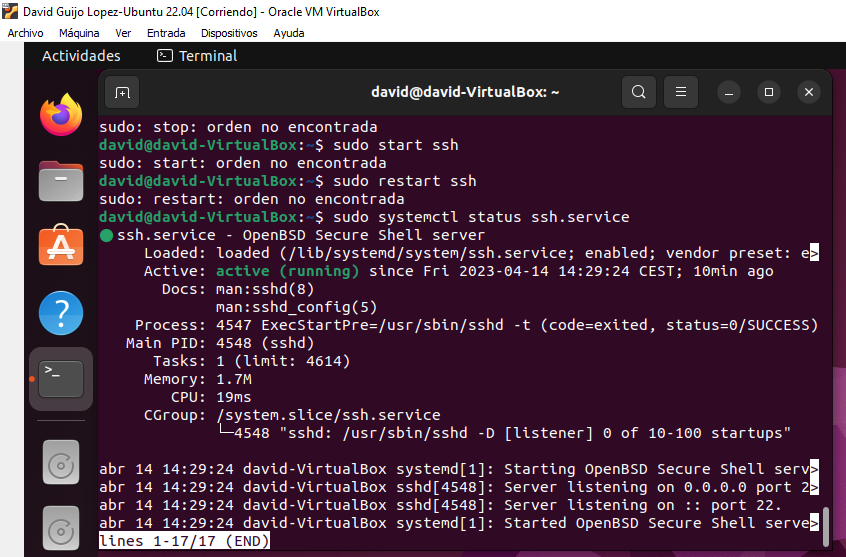 David Guijo Lopez-Ubuntu 22.04 [Corriendo] - Oracle VM VirtualBox
Archivo Máquina Ver Entrada Dispositivos Ayuda
Actividades Terminal
david@david-VirtualBox: ~
sudo: stop: orden no encontrada
david@david-VirtualBox:~$ sudo start ssh
sudo: start: orden no encontrada
david@david-VirtualBox:~$ sudo restart ssh
sudo: restart: orden no encontrada
david@david-VirtualBox:~$ sudo systemctl status ssh.service
● ssh.service - OpenBSD Secure Shell server
Loaded: loaded (/lib/systemd/system/ssh.service; enabled; vendor preset: e>
Active: active (running) since Fri 2023-04-14 14:29:24 CEST; 10min ago
Docs: man:sshd(8)
man:sshd_config(5)
Process: 4547 ExecStartPre=/usr/sbin/sshd -t (code=exited, status=0/SUCCESS)
Main PID: 4548 (sshd)
Tasks: 1 (limit: 4614)
Memory: 1.7M
CPU: 19ms
CGroup: /system.slice/ssh.service
└─4548 "sshd: /usr/sbin/sshd -D [listener] 0 of 10-100 startups"
abr 14 14:29:24 david-VirtualBox systemd[1]: Starting OpenBSD Secure Shell serv>
abr 14 14:29:24 david-VirtualBox sshd[4548]: Server listening on 0.0.0.0 port 2>
abr 14 14:29:24 david-VirtualBox sshd[4548]: Server listening on :: port 22.
abr 14 14:29:24 david-VirtualBox systemd[1]: Started OpenBSD Secure Shell serve>
lines 1-17/17 (END)